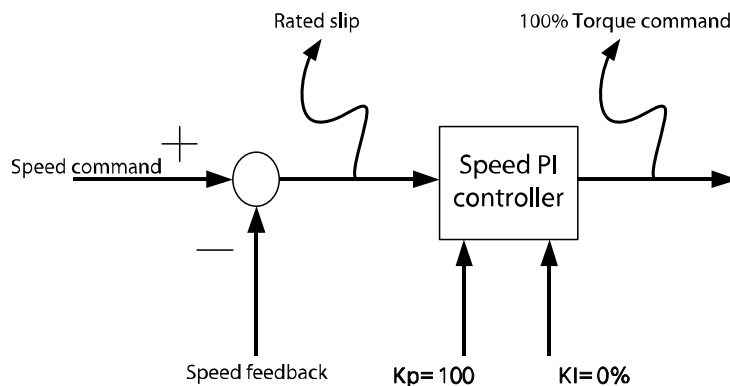 Rated slip
100% Torque command
+
Speed command
Speed PI
controller
—
Speed feedback
Kp= 100
KI= 0%